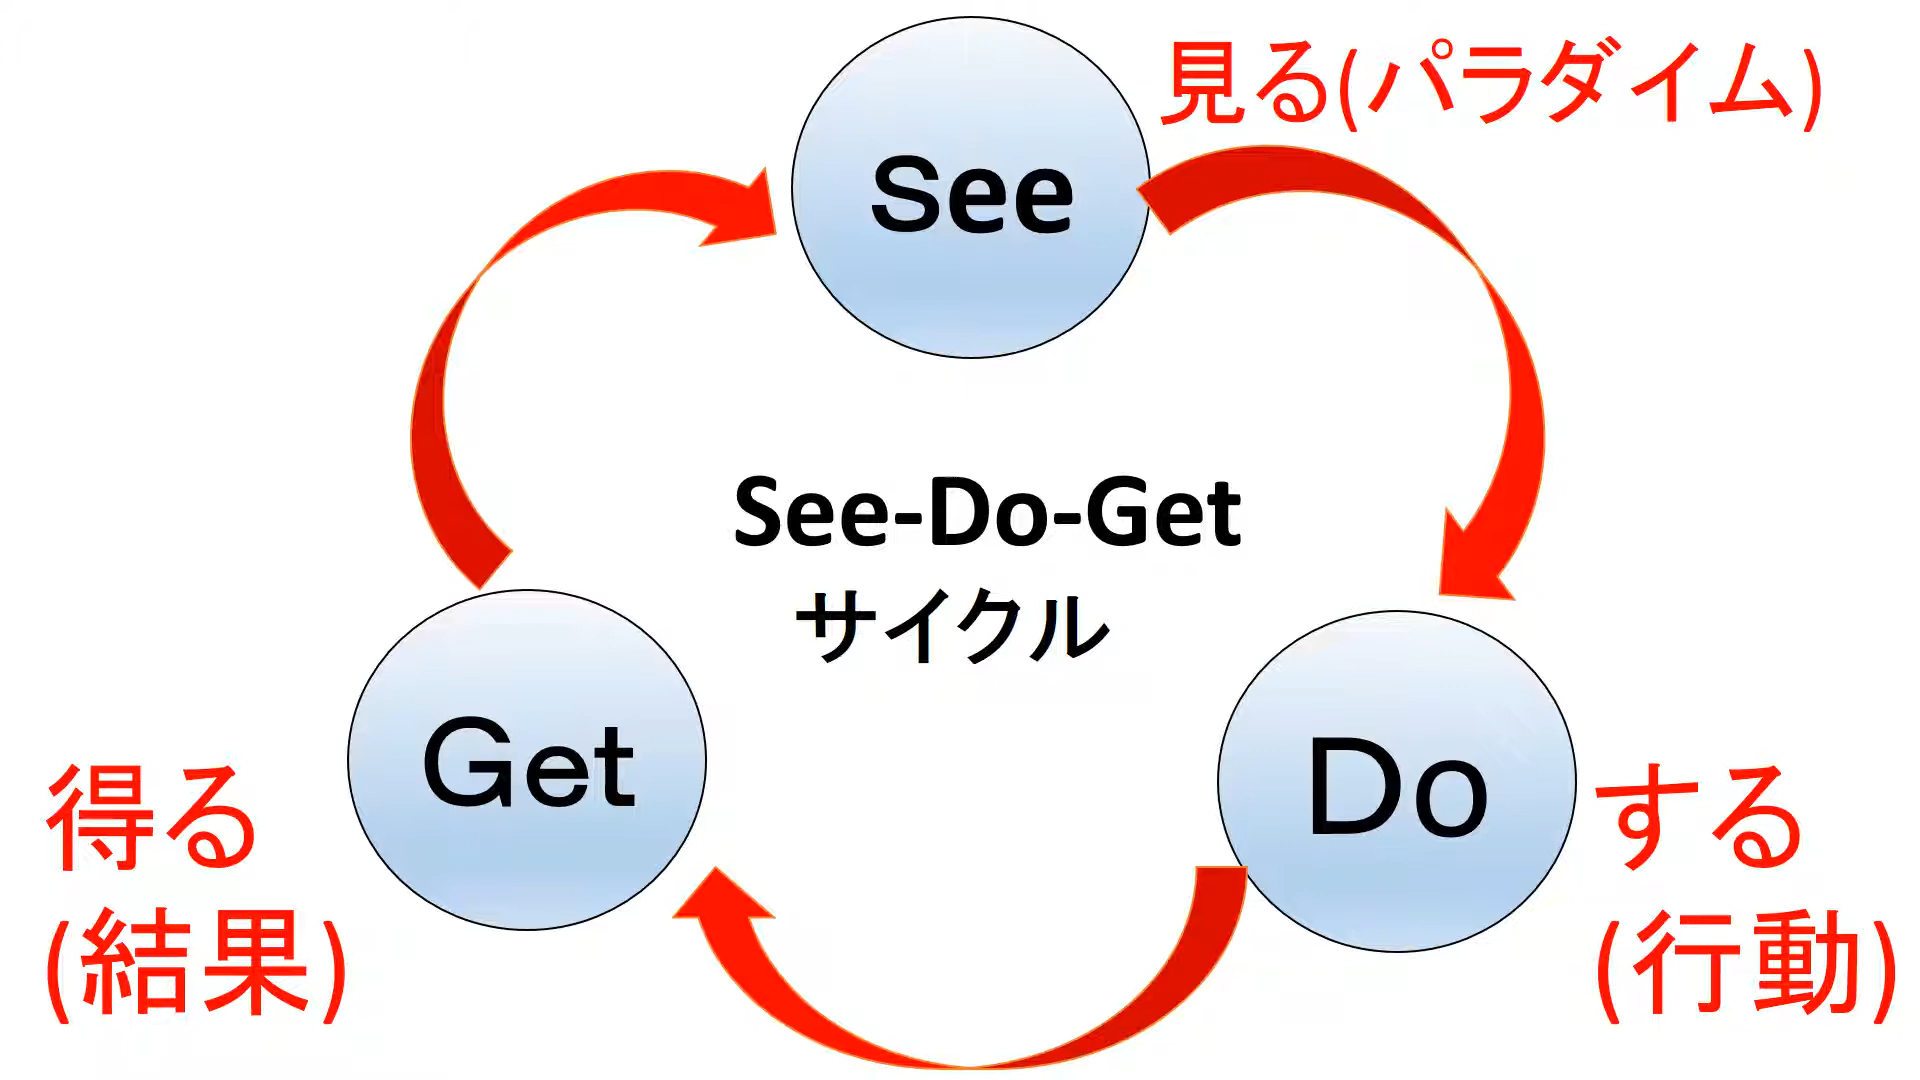 See
見る(パラダイム)
See-Do-Get
サイクル
Get
Do
得る
(結果)
する
(行動)